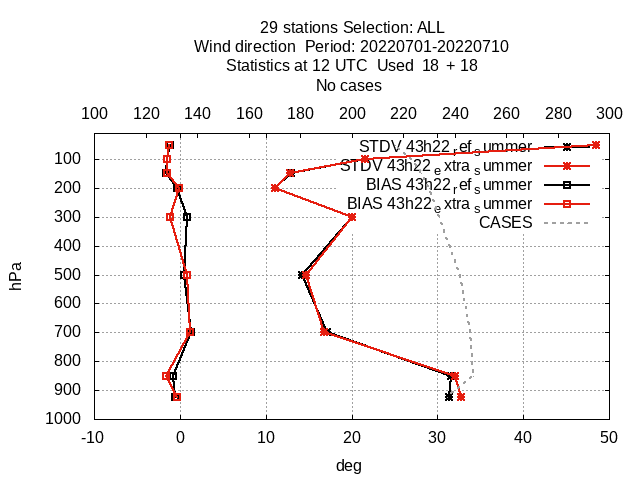 29 stations Selection: ALL
Wind direction  Period: 20220701-20220710
Statistics at 12 UTC  Used  18  + 18
No cases
100 120 140 160 180 200 220 240 260 280 300
STDV 43h22_ref_summer
STDV 43h22_extra_summer
BIAS 43h22_ref_summer
BIAS 43h22_extra_summer
CASES
100
200
300
400
500
600
700
800
900
1000
hPa
-10 0 10 20 30 40 50
deg